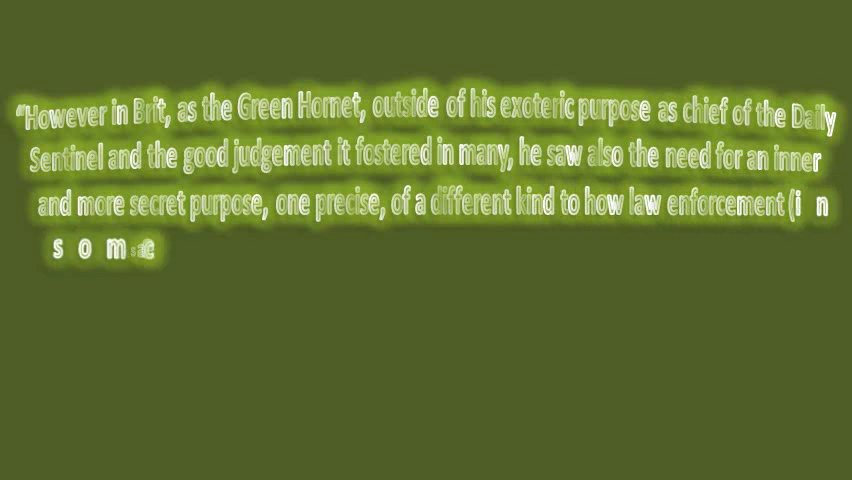 “However in Brit, as the Green Hornet, outside of his exoteric purpose as chief of the Daily
Sentinel and the good judgement it fostered in many, he saw also the need for an inner
and more secret purpose, one precise, of a different kind to how law enforcement (i n
s o m e